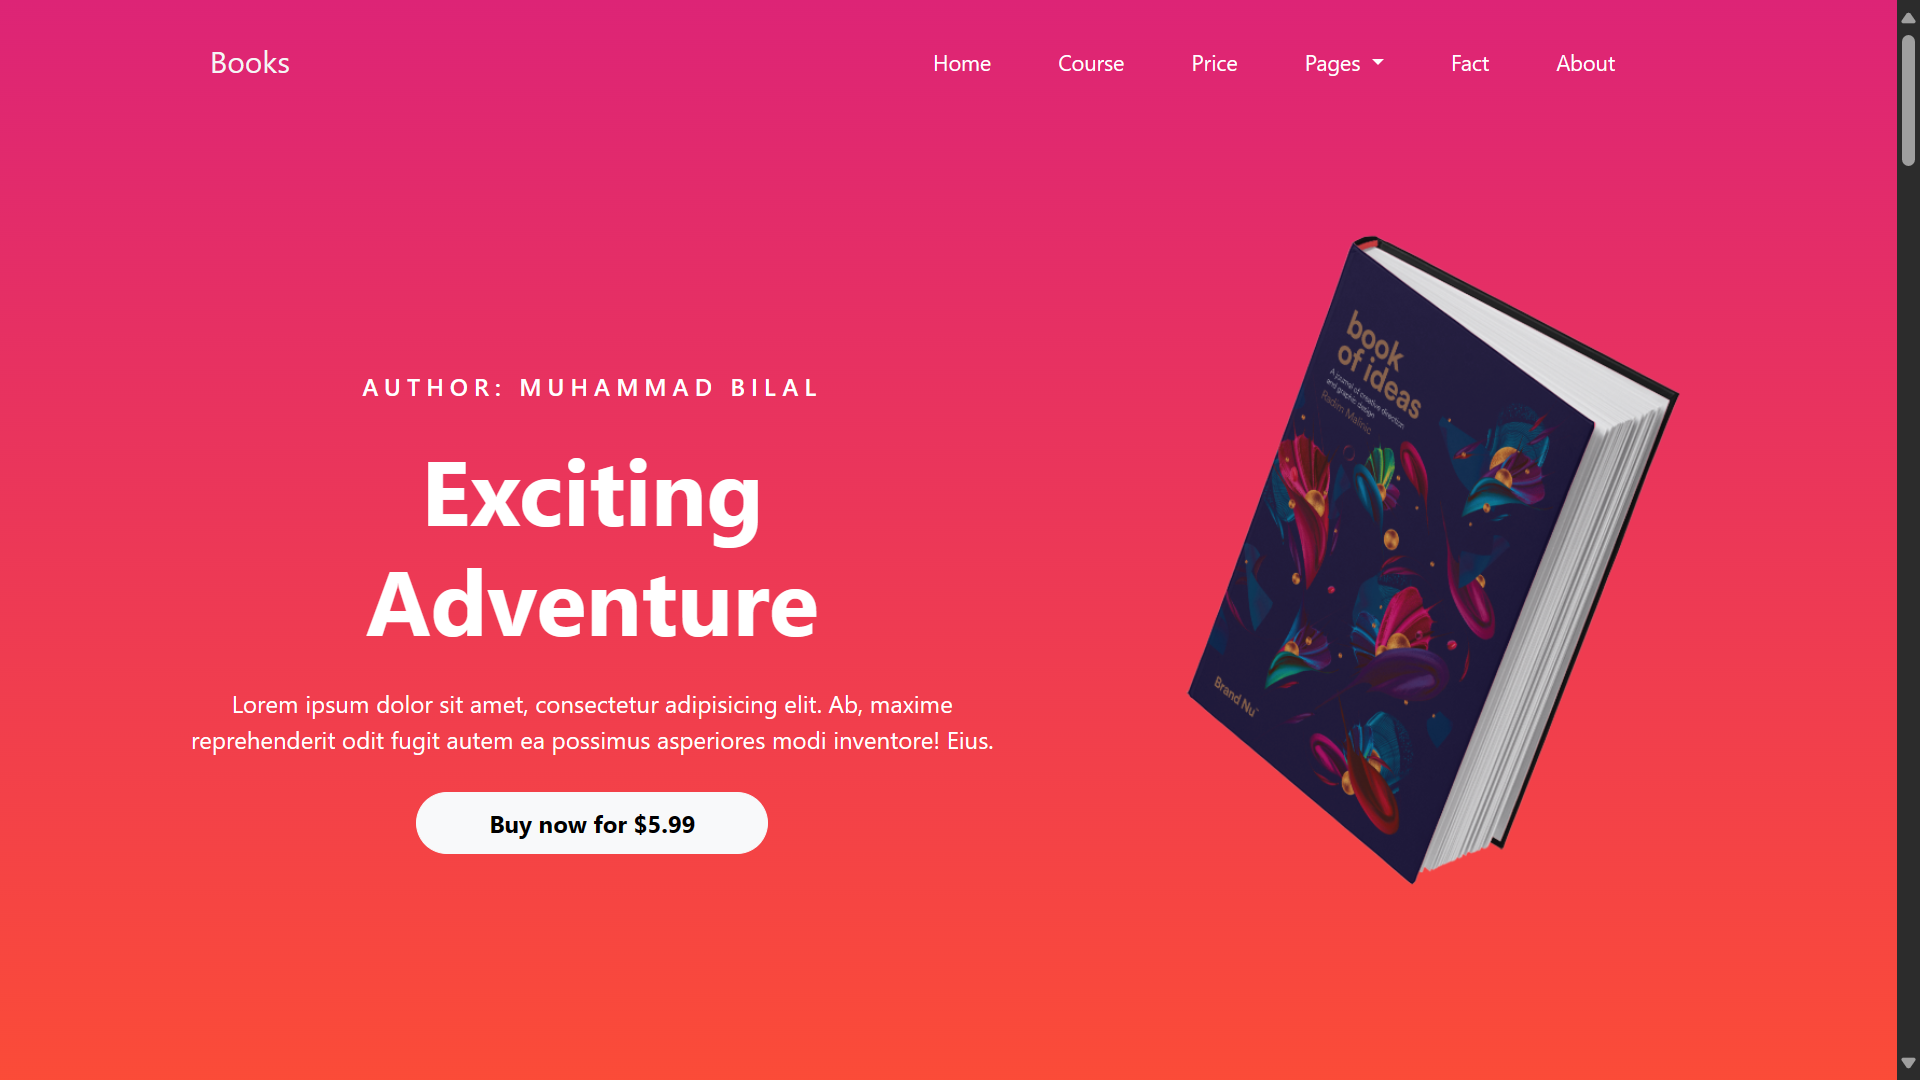 Books
Home Course Price Pages Fact About
AUTHOR: MUHAMMAD BILAL
Exciting
Adventure
Lorem ipsum dolor sit amet, consectetur adipisicing elit. Ab, maxime
reprehenderit odit fugit autem ea possimus asperiores modi inventore! Eius.
Buy now for $5.99
book
of ideas
A journal of creative direction
and graphic design
Radim Malinic
Brand Nu™